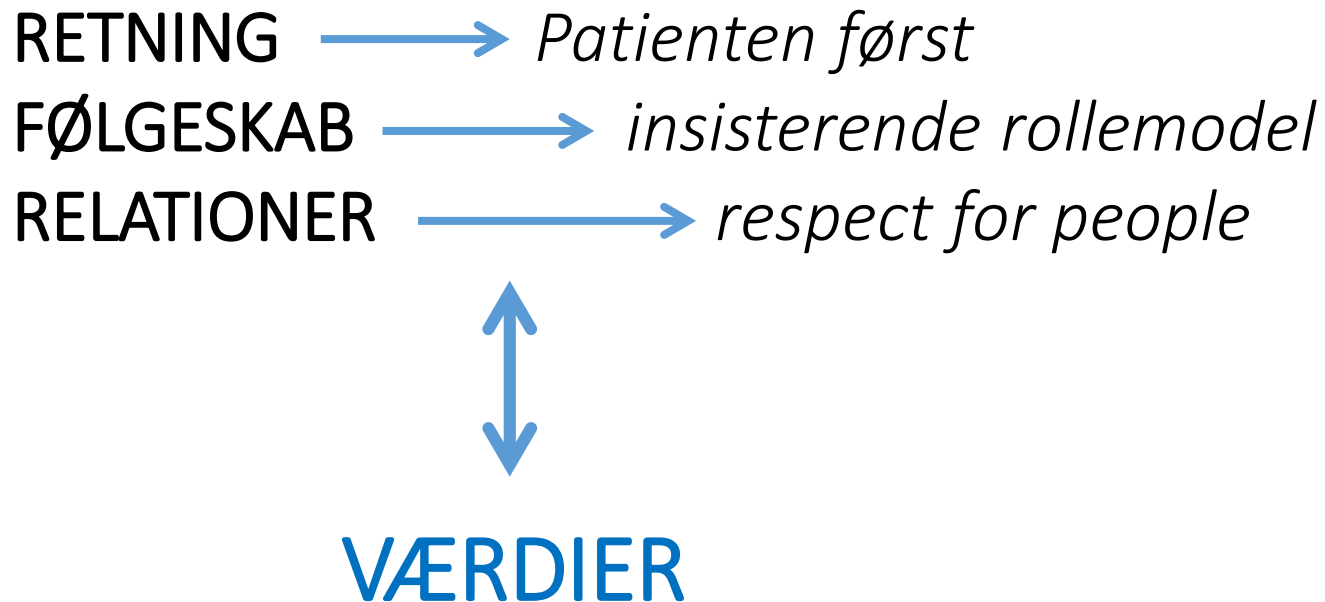 RETNING Patienten først
FØLGESKAB insisterende rollemodel
RELATIONER respect for people
VÆRDIER